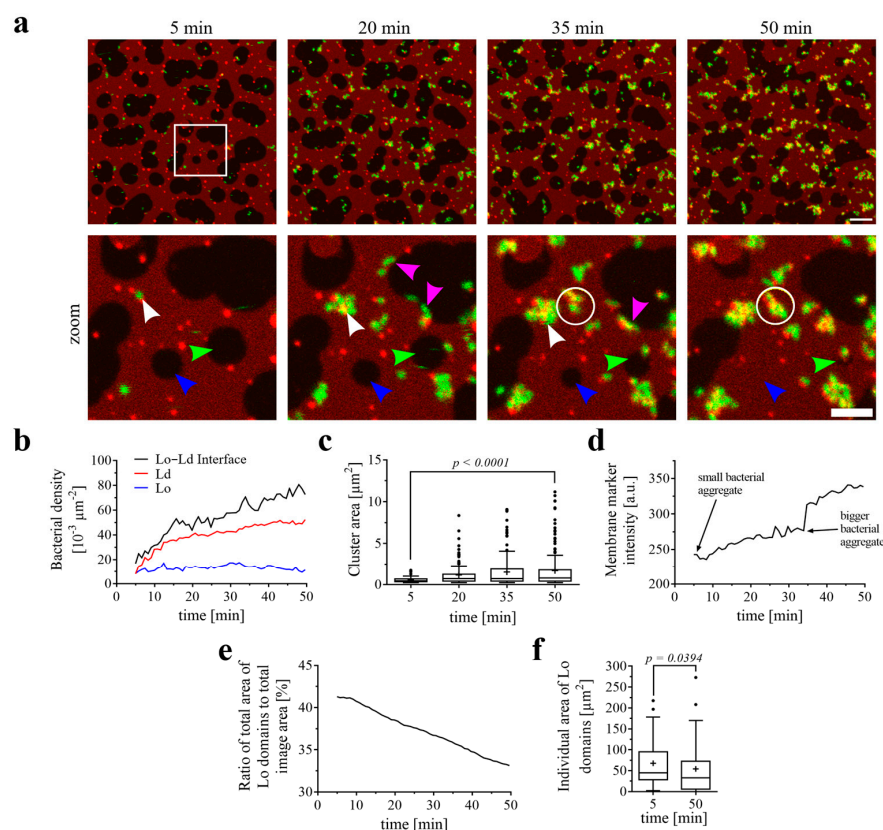 a
5 min 20 min 35 min 50 min
zoom
b
Bacterial density
[10⁻³ µm⁻²]
Lo−Ld Interface
Ld
Lo
100
80
60
40
20
0
0 10 20 30 40 50
time [min]
c
Cluster area [µm²]
p < 0.0001
15
10
5
0
5 20 35 50
time [min]
d
Membrane marker
intensity [a.u.]
small bacterial
aggregate
bigger
bacterial
aggregate
350
300
250
200
0 10 20 30 40 50
time [min]
e
Ratio of total area of
Lo domains to total
image area [%]
45
40
35
30
0 10 20 30 40 50
time [min]
f
Individual area of Lo
domains [µm²]
p = 0.0394
300
250
200
150
100
50
0
5 50
time [min]